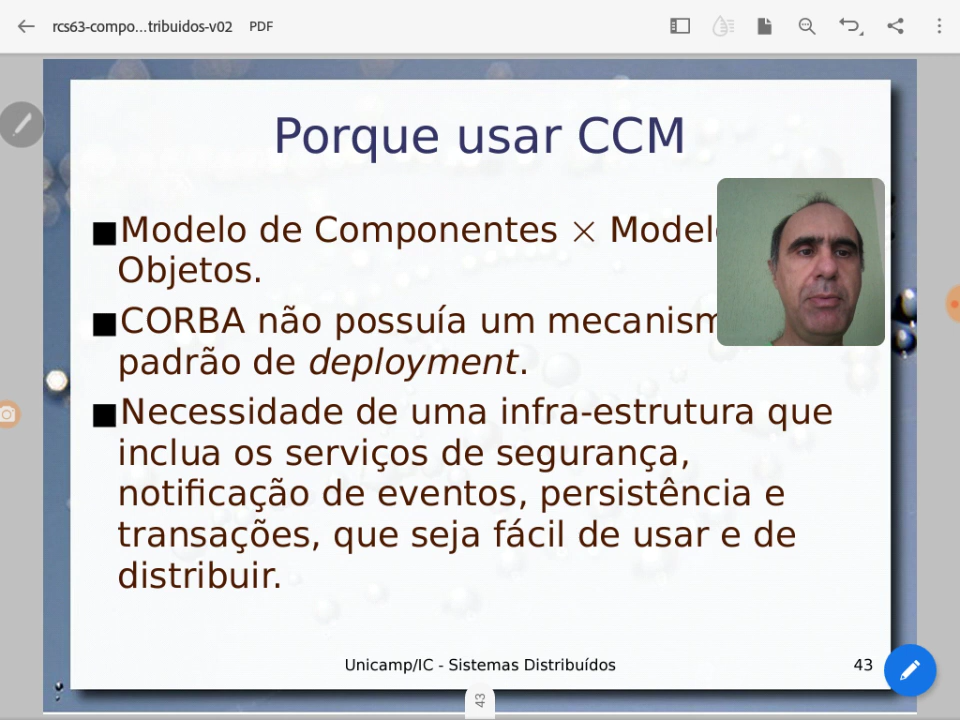 rcs63-compo...tribuidos-v02 PDF
Porque usar CCM
Modelo de Componentes × Model
Objetos.
CORBA não possuía um mecanism
padrão de deployment.
Necessidade de uma infra-estrutura que
inclua os serviços de segurança,
notificação de eventos, persistência e
transações, que seja fácil de usar e de
distribuir.
Unicamp/IC - Sistemas Distribuídos 43
43